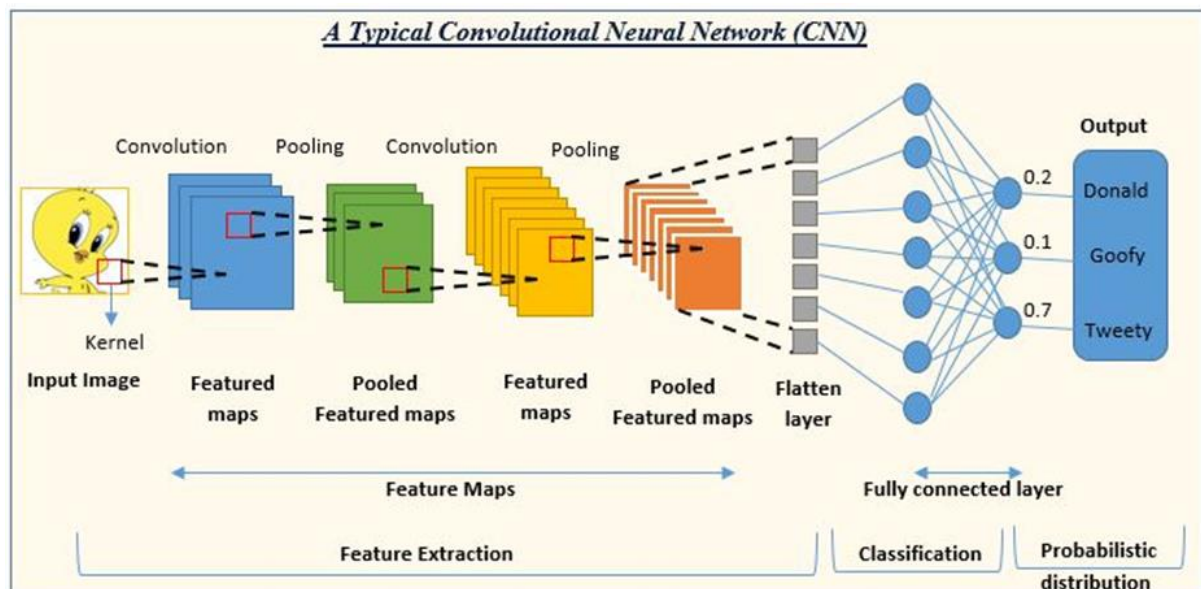 A Typical Convolutional Neural Network (CNN)
Convolution
Pooling
Convolution
Pooling
Output
0.2
Donald
0.1
Goofy
0.7
Tweety
Kernel
Input Image
Featured
maps
Pooled
Featured maps
Featured
maps
Pooled
Featured maps
Flatten
layer
Feature Maps
Fully connected layer
Feature Extraction
Classification
Probabilistic
distribution